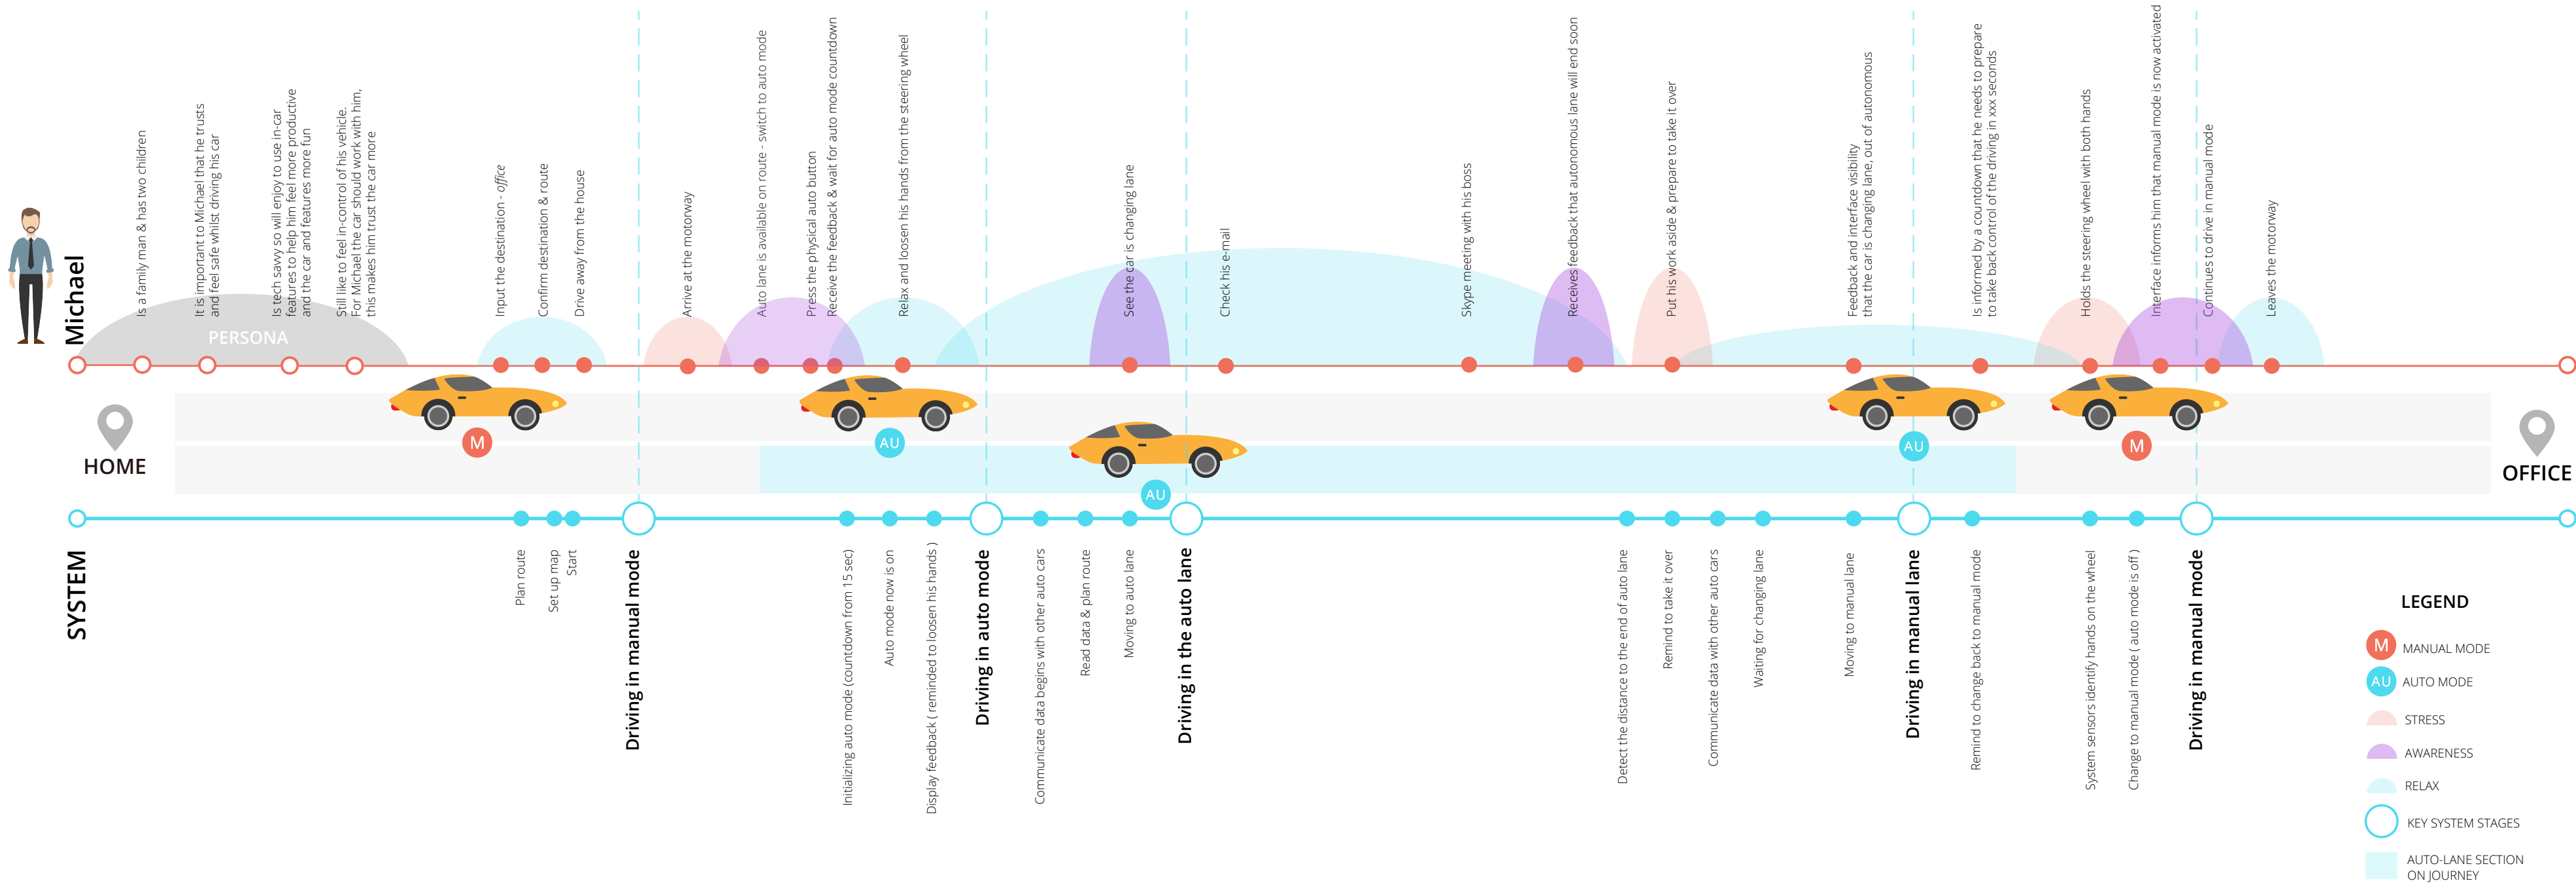 Michael
PERSONA
Is a family man & has two children
It is important to Michael that he trusts
and feel safe whilst driving his car
Is tech savvy so will enjoy to use in-car
features to help him feel more productive
and the car and features more fun
Still like to feel in-control of his vehicle.
For Michael the car should work with him,
this makes him trust the car more
Input the destination - office
Confirm destination & route
Drive away from the house
Arrive at the motorway
Auto lane is available on route - switch to auto mode
Press the physical auto button
Receive the feedback & wait for auto mode countdown
Relax and loosen his hands from the steering wheel
See the car is changing lane
Check his e-mail
Skype meeting with his boss
Receives feedback that autonomous lane will end soon
Put his work aside & prepare to take it over
Feedback and interface visibility
that the car is changing lane, out of autonomous
Is informed by a countdown that he needs to prepare
to take back control of the driving in xxx seconds
Holds the steering wheel with both hands
Interface informs him that manual mode is now activated
Continues to drive in manual mode
Leaves the motorway
HOME
M
AU
AU
AU
M
OFFICE
SYSTEM
Plan route
Set up map
Start
Driving in manual mode
Initializing auto mode (countdown from 15 sec)
Auto mode now is on
Display feedback ( reminded to loosen his hands )
Driving in auto mode
Communicate data begins with other auto cars
Read data & plan route
Moving to auto lane
Driving in the auto lane
Detect the distance to the end of auto lane
Remind to take it over
Communicate data with other auto cars
Waiting for changing lane
Moving to manual lane
Driving in manual lane
Remind to change back to manual mode
System sensors identify hands on the wheel
Change to manual mode ( auto mode is off )
Driving in manual mode
LEGEND
M MANUAL MODE
AU AUTO MODE
STRESS
AWARENESS
RELAX
KEY SYSTEM STAGES
AUTO-LANE SECTION
ON JOURNEY